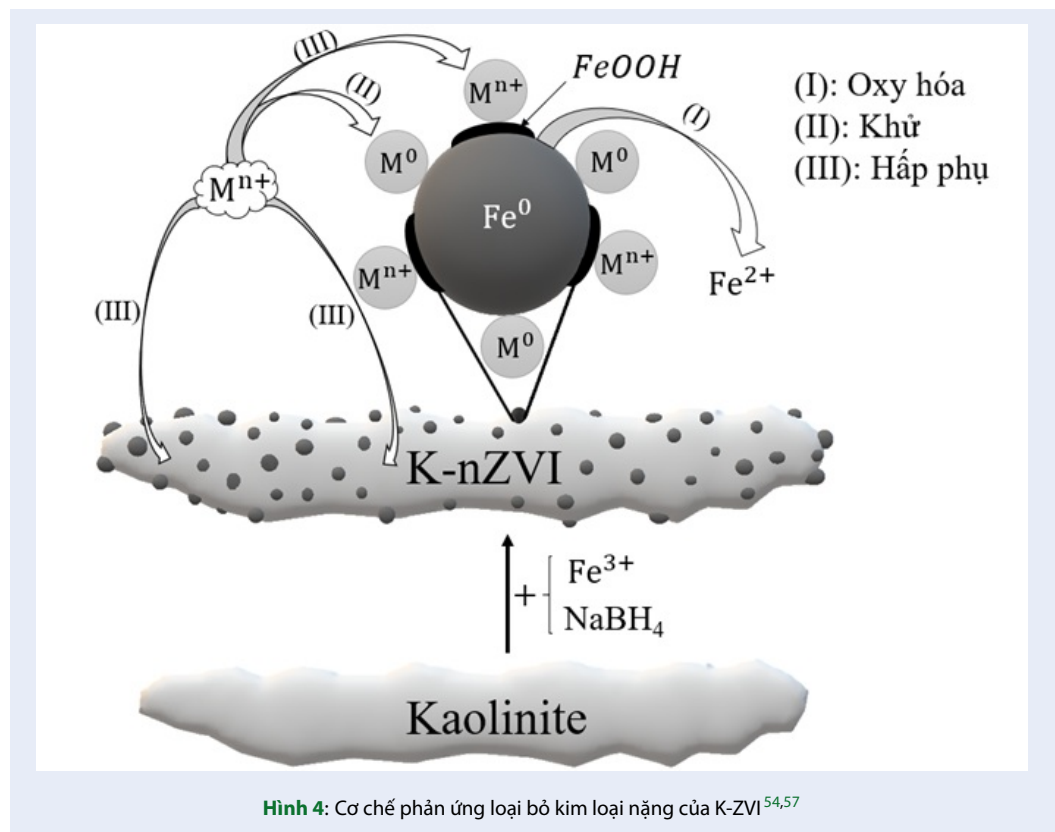 (III)
FeOOH
Mⁿ⁺
(II)
(I)
(I): Oxy hóa
(II): Khử
(III): Hấp phụ
M⁰
M⁰
Mⁿ⁺
Fe⁰
Mⁿ⁺
Mⁿ⁺
Fe²⁺
(III)
(III)
M⁰
K-nZVI
+
Fe³⁺
NaBH₄
Kaolinite
Hình 4: Cơ chế phản ứng loại bỏ kim loại nặng của K-ZVI ⁵⁴,⁵⁷